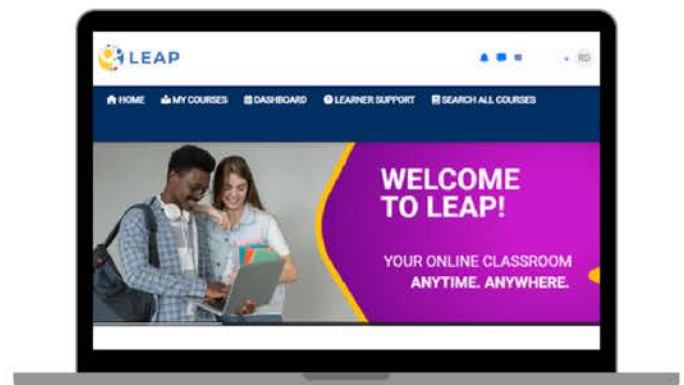 LEAP
RD
HOME MY COURSES DASHBOARD LEARNER SUPPORT SEARCH ALL COURSES
WELCOME
TO LEAP!
YOUR ONLINE CLASSROOM
ANYTIME. ANYWHERE.